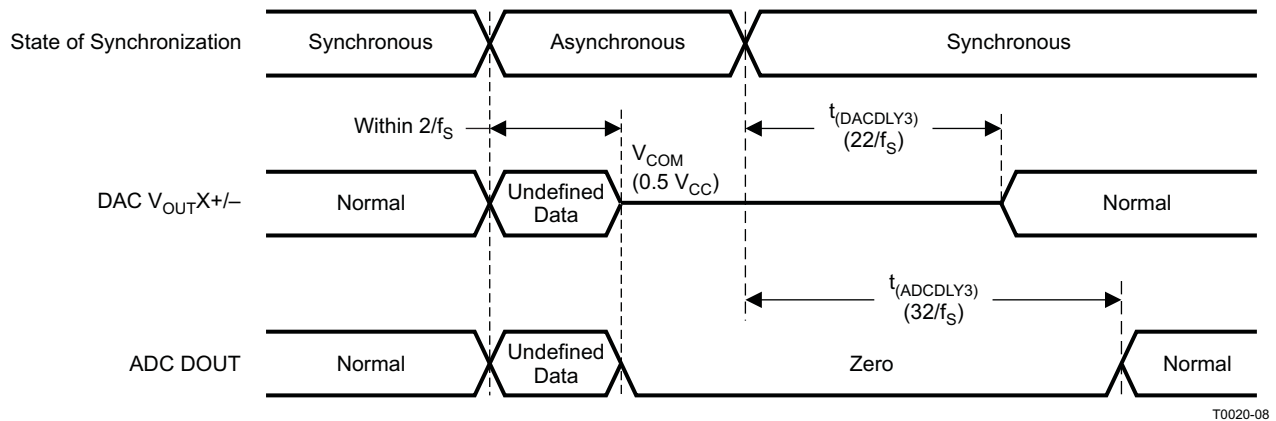 State of Synchronization
Synchronous
Asynchronous
Synchronous
Within 2/fS
t(DACDLY3)
(22/fS)
VCOM
(0.5 VCC)
DAC VOUTX+/–
Normal
Undefined
Data
Normal
t(ADCDLY3)
(32/fS)
ADC DOUT
Normal
Undefined
Data
Zero
Normal
T0020-08